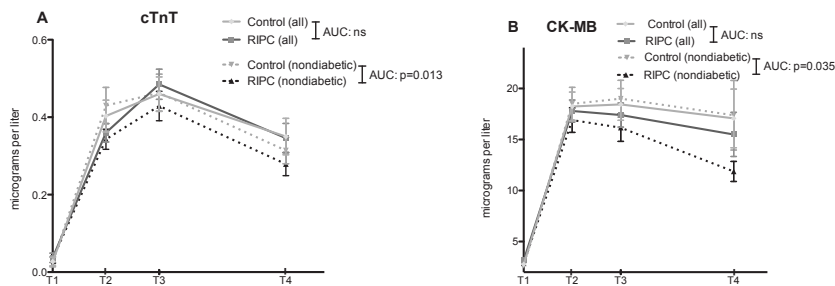 A
cTnT
Control (all)
RIPC (all)
AUC: ns
Control (nondiabetic)
RIPC (nondiabetic)
AUC: p=0.013
micrograms per liter
0.6
0.4
0.2
0.0
T1
T2
T3
T4
B
CK-MB
Control (all)
RIPC (all)
AUC: ns
Control (nondiabetic)
RIPC (nondiabetic)
AUC: p=0.035
micrograms per liter
20
15
10
5
T1
T2
T3
T4